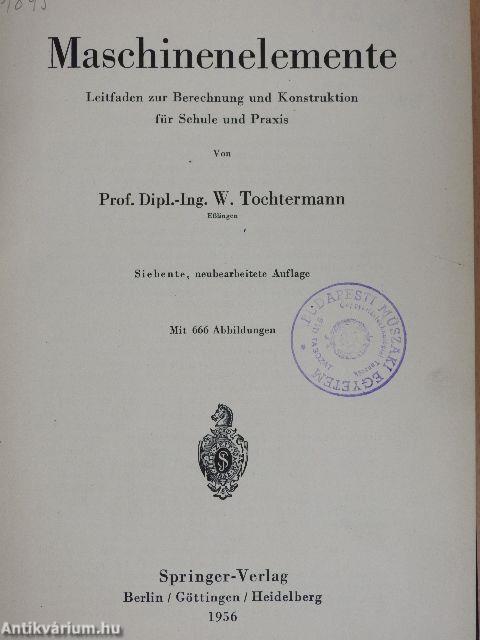 Maschinenelemente
Leitfaden zur Berechnung und Konstruktion
für Schule und Praxis
Von
Prof. Dipl.-Ing. W. Tochtermann
Eßlingen
Siebente, neubearbeitete Auflage
BUDAPESTI MŰSZAKI EGYETEM
Mit 666 Abbildungen
Springer-Verlag
Berlin / Göttingen / Heidelberg
1956
Antikvárium.hu